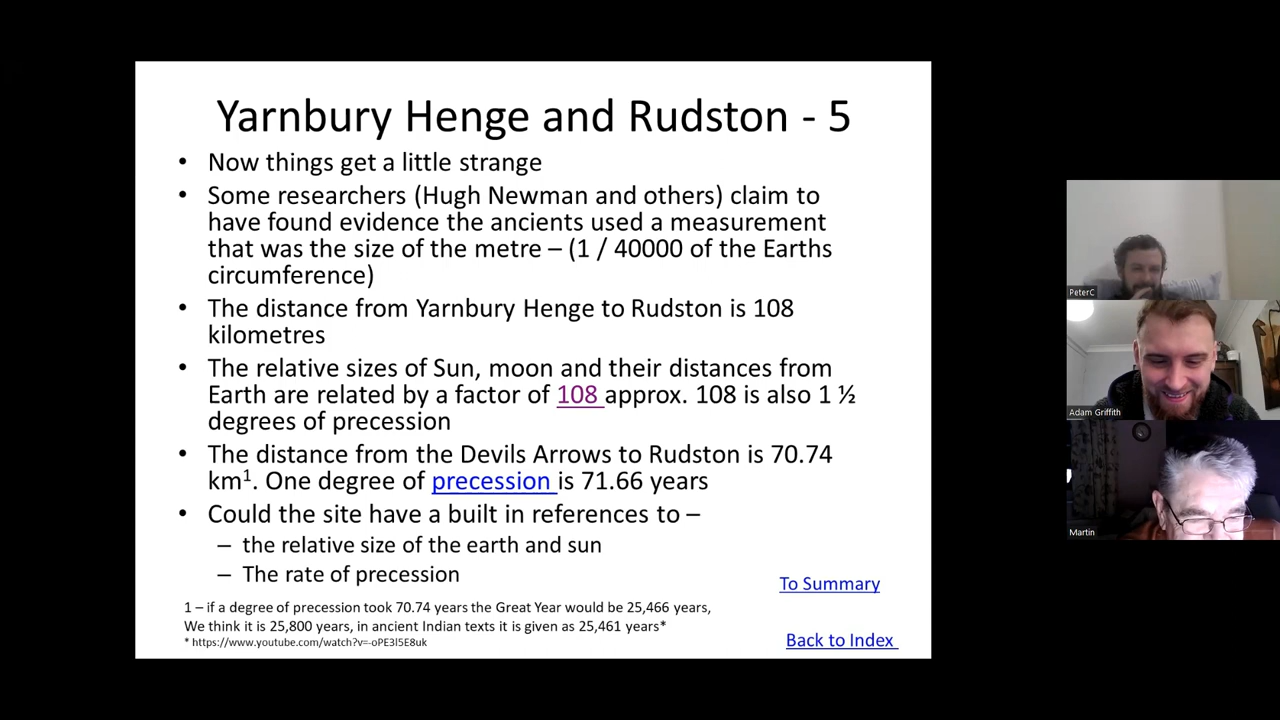 Yarnbury Henge and Rudston - 5
• Now things get a little strange
• Some researchers (Hugh Newman and others) claim to
have found evidence the ancients used a measurement
that was the size of the metre – (1 / 40000 of the Earths
circumference)
• The distance from Yarnbury Henge to Rudston is 108
kilometres
• The relative sizes of Sun, moon and their distances from
Earth are related by a factor of 108 approx. 108 is also 1 ½
degrees of precession
• The distance from the Devils Arrows to Rudston is 70.74
km¹. One degree of precession is 71.66 years
• Could the site have a built in references to –
– the relative size of the earth and sun
– The rate of precession
To Summary
1 – if a degree of precession took 70.74 years the Great Year would be 25,466 years,
We think it is 25,800 years, in ancient Indian texts it is given as 25,461 years*
* https://www.youtube.com/watch?v=-oPE3l5E8uk
Back to Index
PeterC
Adam Griffith
Martin